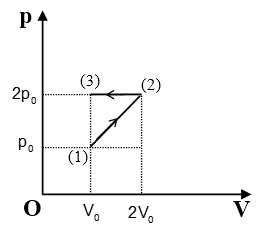 p
(3) (2)
2p₀
p₀
(1)
O V₀ 2V₀ V